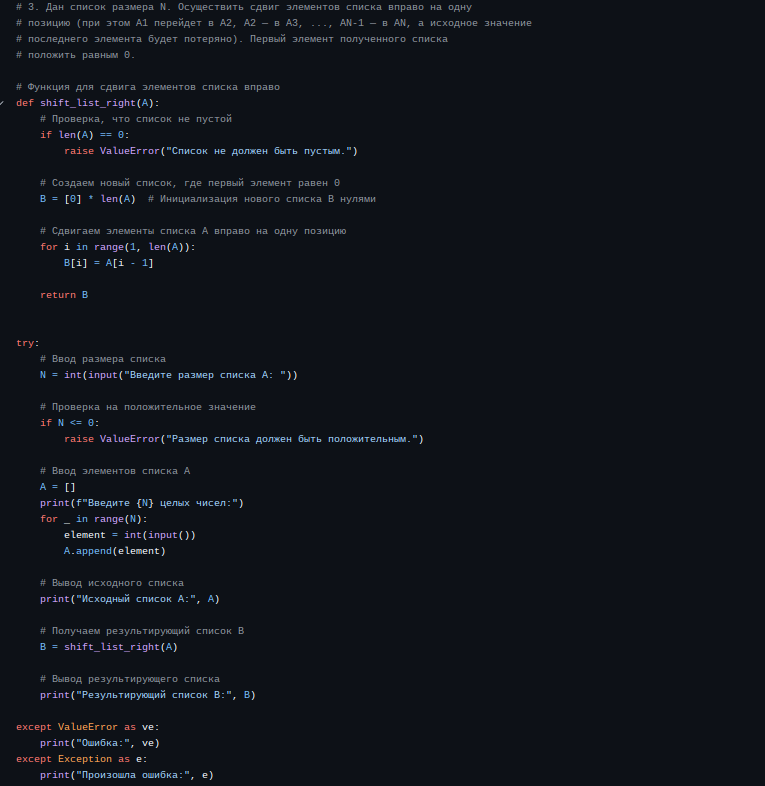 # 3. Дан список размера N. Осуществить сдвиг элементов списка вправо на одну
# позицию (при этом A1 перейдет в A2, A2 — в A3, ..., AN-1 — в AN, а исходное значение
# последнего элемента будет потеряно). Первый элемент полученного списка
# положить равным 0.
# Функция для сдвига элементов списка вправо
def shift_list_right(A):
    # Проверка, что список не пустой
    if len(A) == 0:
        raise ValueError("Список не должен быть пустым.")
    # Создаем новый список, где первый элемент равен 0
    B = [0] * len(A)  # Инициализация нового списка B нулями
    # Сдвигаем элементы списка A вправо на одну позицию
    for i in range(1, len(A)):
        B[i] = A[i - 1]
    return B
try:
    # Ввод размера списка
    N = int(input("Введите размер списка A: "))
    # Проверка на положительное значение
    if N <= 0:
        raise ValueError("Размер списка должен быть положительным.")
    # Ввод элементов списка A
    A = []
    print(f"Введите {N} целых чисел:")
    for _ in range(N):
        element = int(input())
        A.append(element)
    # Вывод исходного списка
    print("Исходный список A:", A)
    # Получаем результирующий список B
    B = shift_list_right(A)
    # Вывод результирующего списка
    print("Результирующий список B:", B)
except ValueError as ve:
    print("Ошибка:", ve)
except Exception as e:
    print("Произошла ошибка:", e)